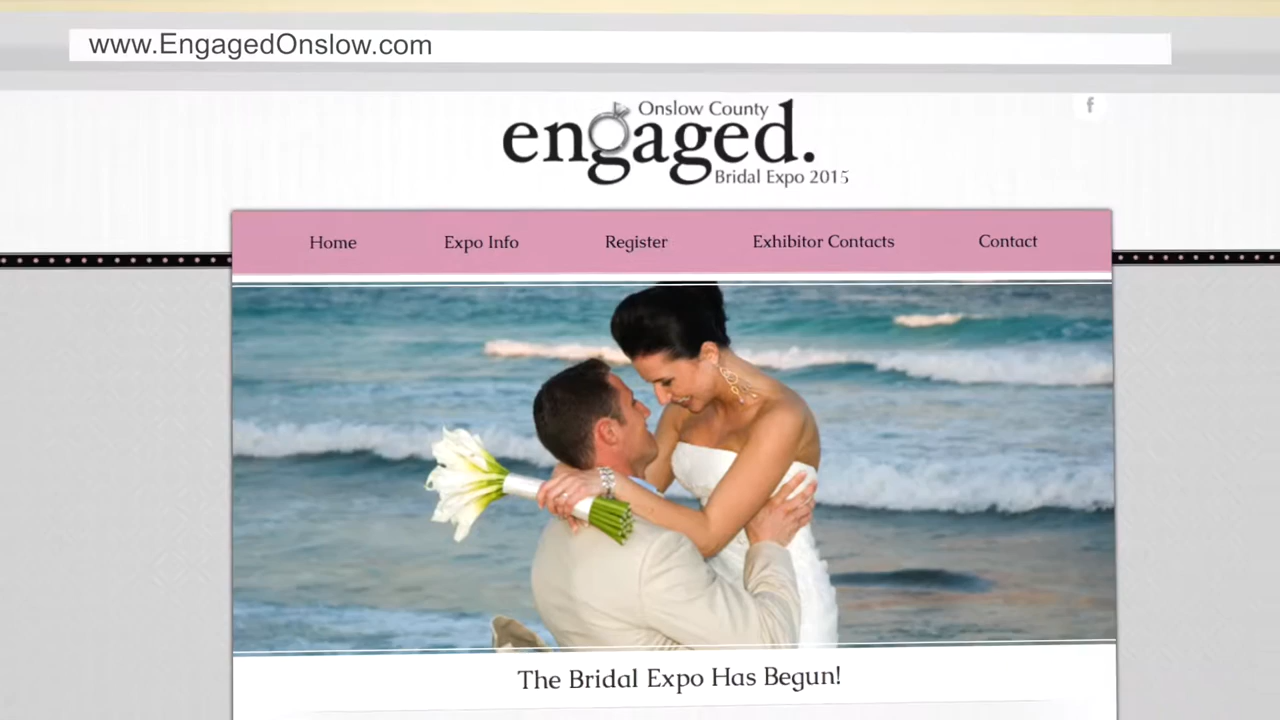 www.EngagedOnslow.com
f
Onslow County
engaged.
Bridal Expo 2015
Home Expo Info Register Exhibitor Contacts Contact
The Bridal Expo Has Begun!